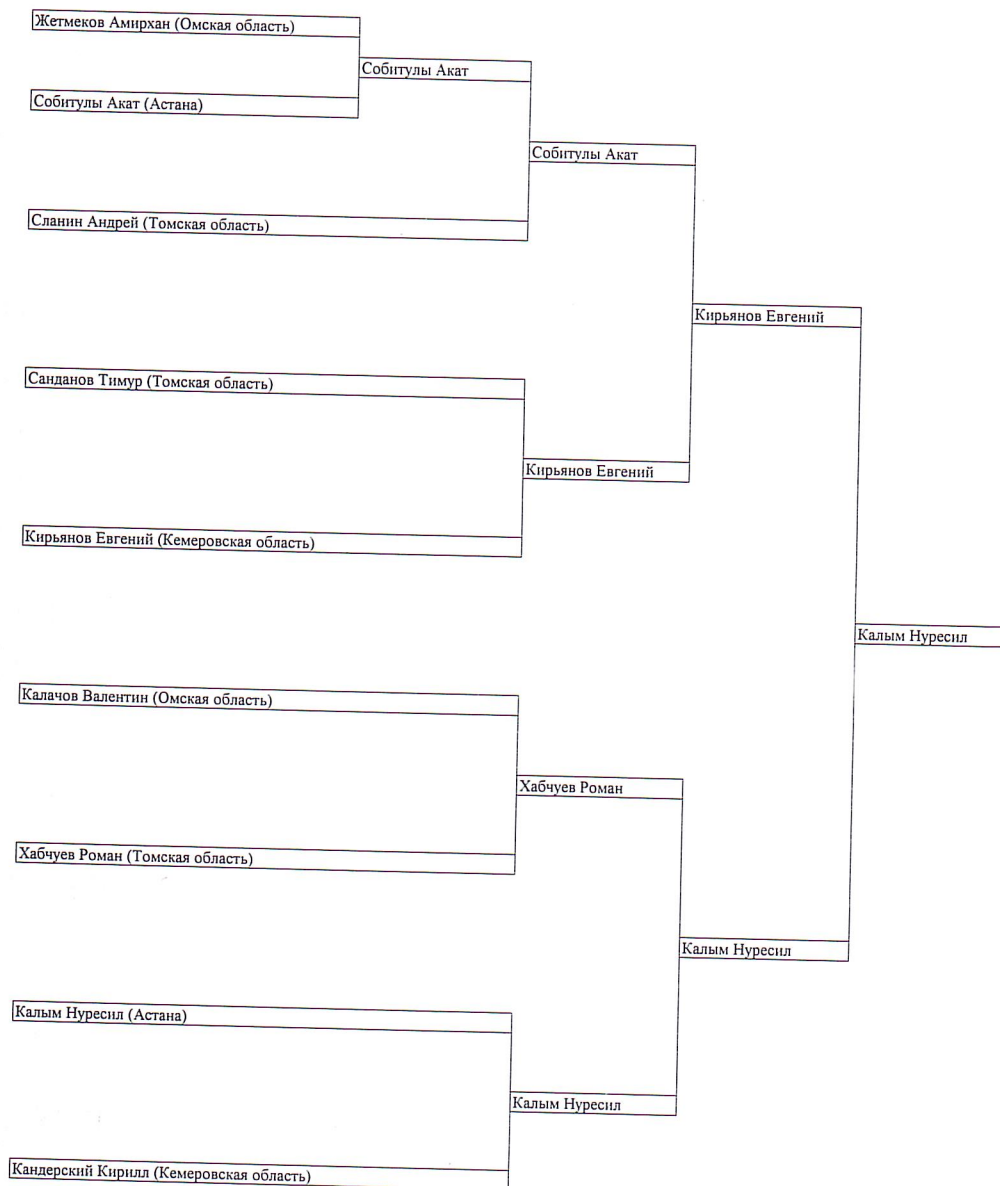 Жетмеков Амирхан (Омская область)
Собитулы Акат
Собитулы Акат (Астана)
Собитулы Акат
Сланин Андрей (Томская область)
Кирьянов Евгений
Санданов Тимур (Томская область)
Кирьянов Евгений
Кирьянов Евгений (Кемеровская область)
Калым Нуресил
Калачов Валентин (Омская область)
Хабчуев Роман
Хабчуев Роман (Томская область)
Калым Нуресил
Калым Нуресил (Астана)
Калым Нуресил
Кандерский Кирилл (Кемеровская область)